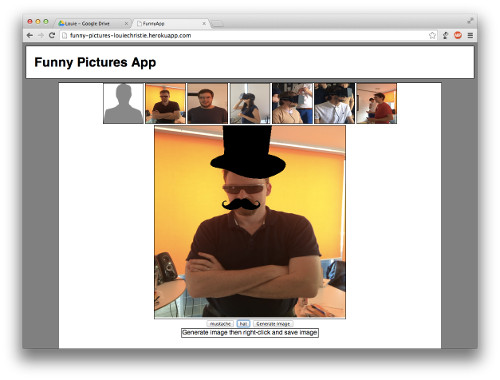 Louie - Google Drive
FunnyApp
funny-pictures-louiechristie.herokuapp.com
Funny Pictures App
mustache
hat
Generate image
Generate image then right-click and save image